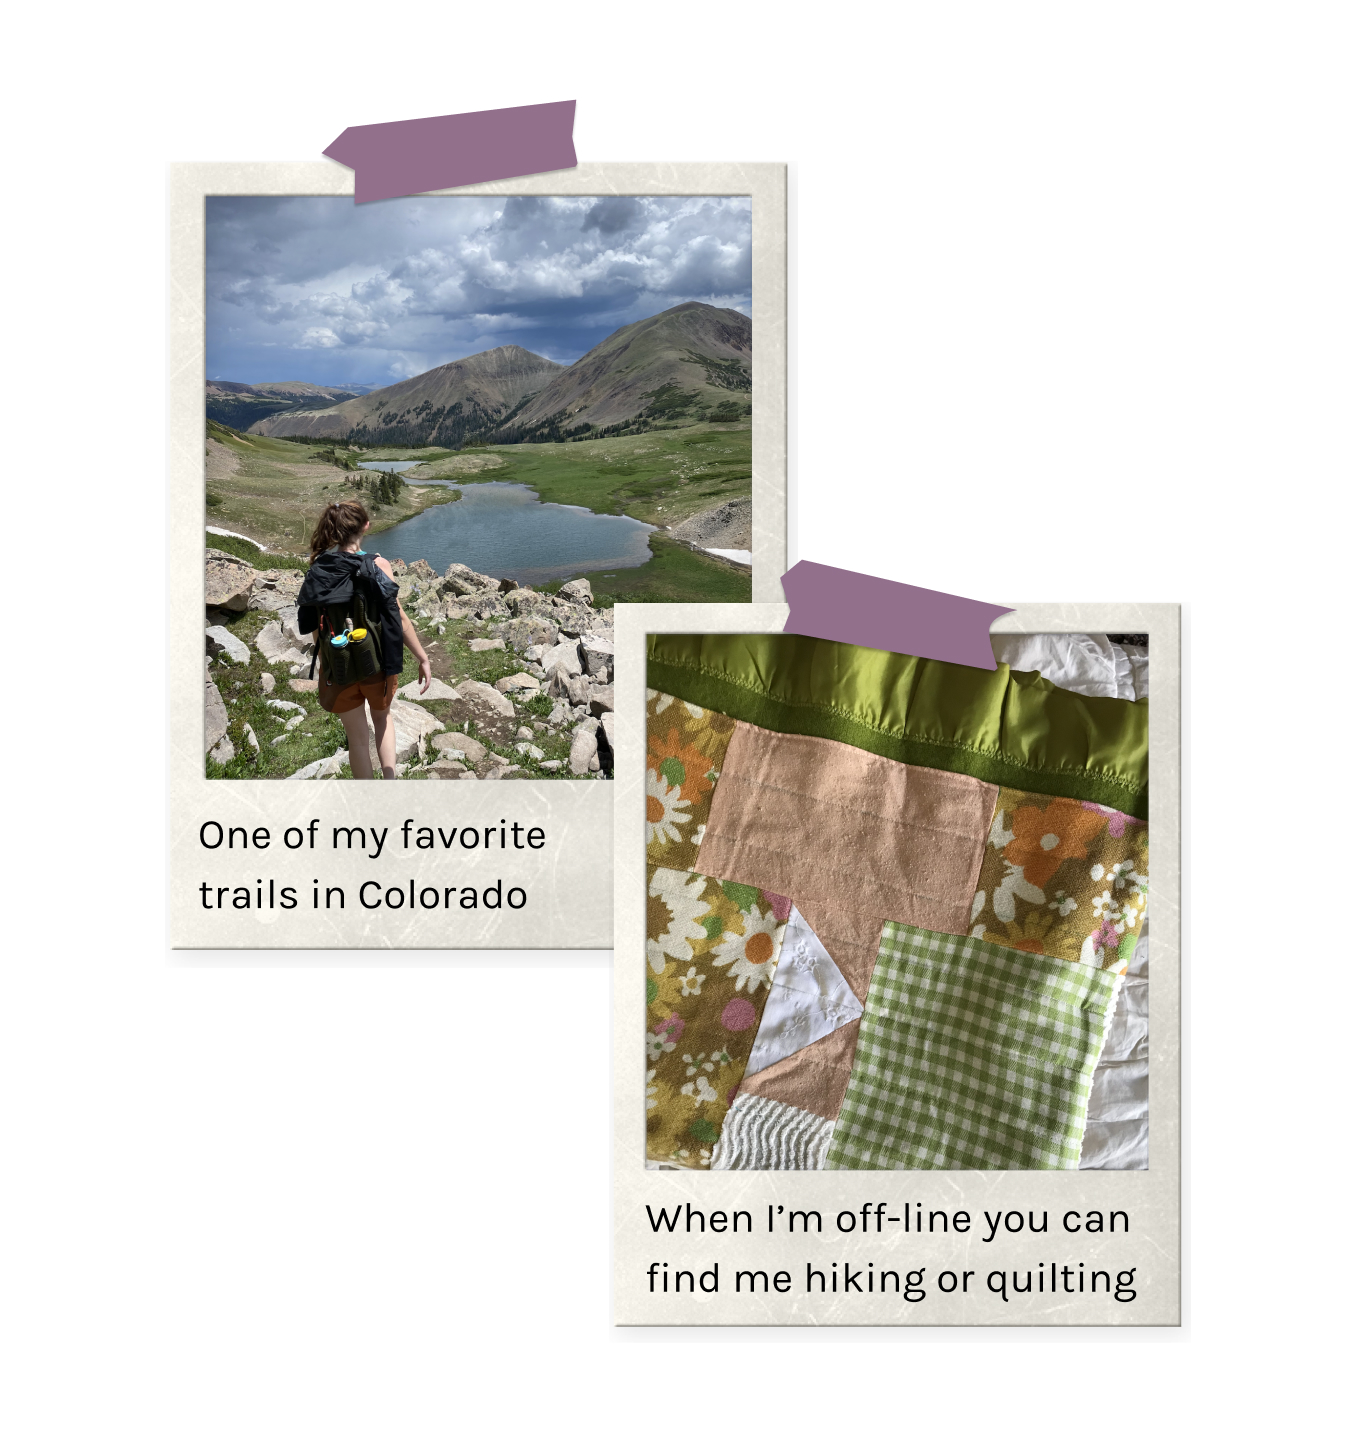 One of my favorite
trails in Colorado
When I’m off-line you can
find me hiking or quilting